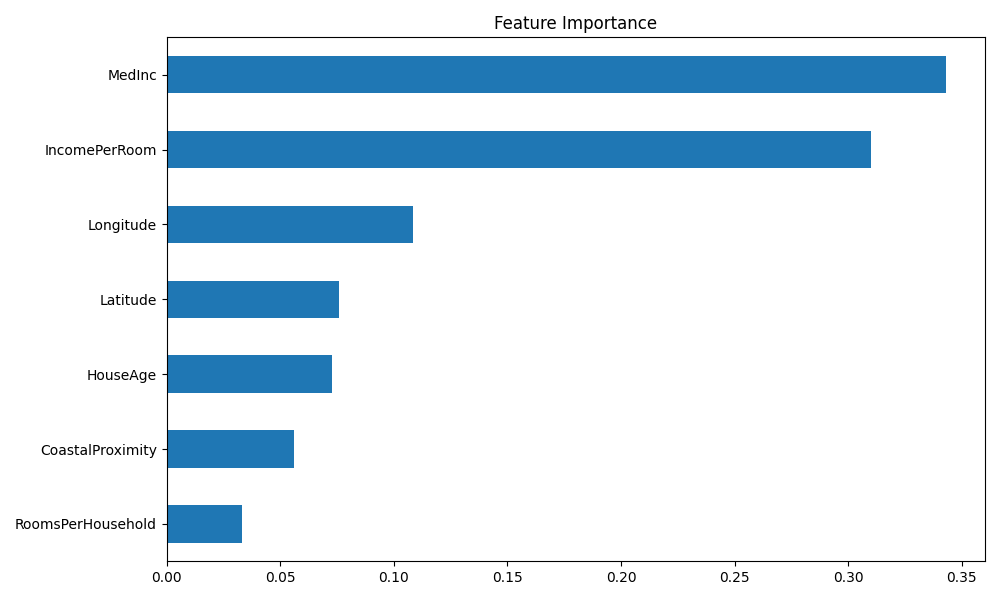 Feature Importance
MedInc
IncomePerRoom
Longitude
Latitude
HouseAge
CoastalProximity
RoomsPerHousehold
0.00 0.05 0.10 0.15 0.20 0.25 0.30 0.35